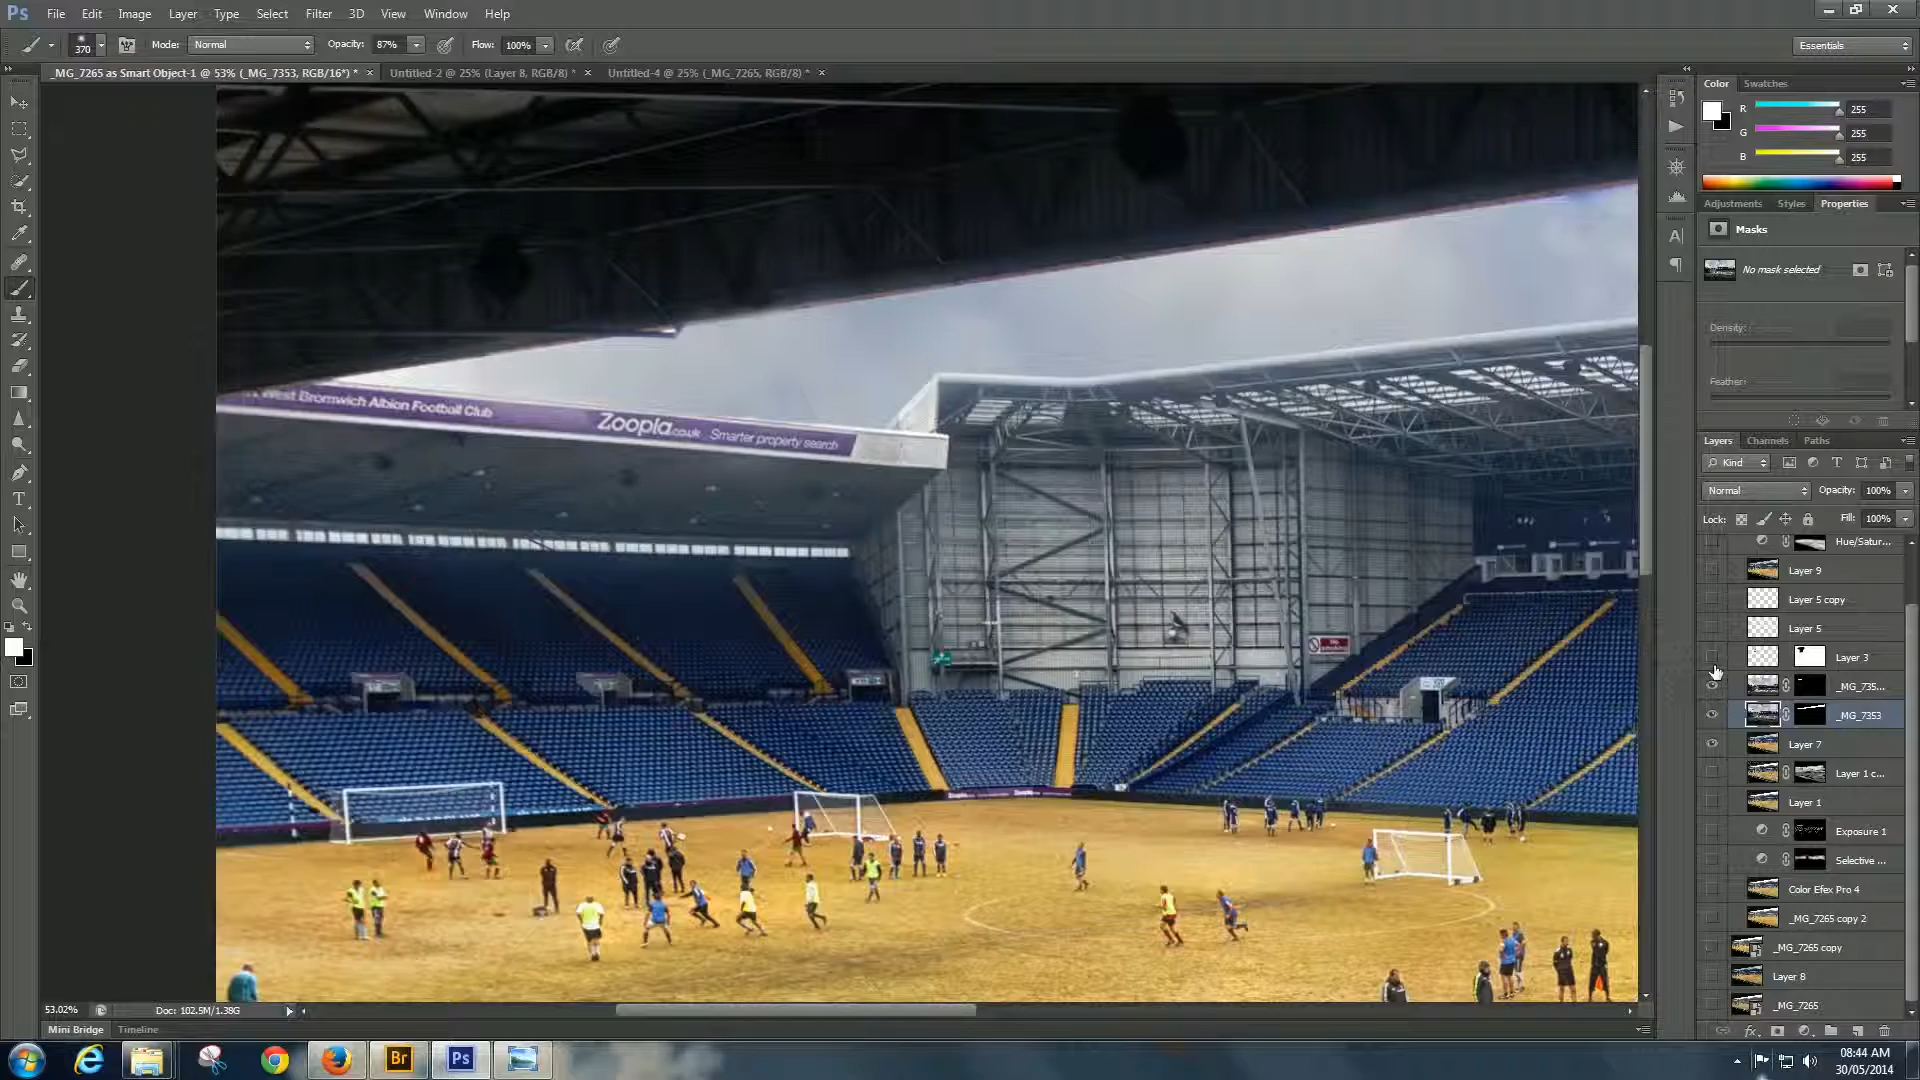 Ps File Edit Image Layer Type Select Filter 3D View Window Help
370 Mode: Normal Opacity: 87% Flow: 100% Essentials
_MG_7265 as Smart Object-1 @ 53% (_MG_7353, RGB/16*) * × Untitled-2 @ 25% (Layer 8, RGB/8) * × Untitled-4 @ 25% (_MG_7265, RGB/8) * ×
Color Swatches
R 255
G 255
B 255
Adjustments Styles Properties
Masks
No mask selected
Density:
Feather:
West Bromwich Albion Football Club
Zoopla.co.uk Smarter property search
Layers Channels Paths
Kind
Normal Opacity: 100%
Lock: Fill: 100%
Hue/Satur...
Layer 9
Layer 5 copy
Layer 5
Layer 3
_MG_735...
_MG_7353
Layer 7
Layer 1 c...
Layer 1
Exposure 1
Selective ...
Color Efex Pro 4
_MG_7265 copy 2
_MG_7265 copy
Layer 8
_MG_7265
53.02% Doc: 102.5M/1.38G
Mini Bridge Timeline
Br Ps
08:44 AM
30/05/2014